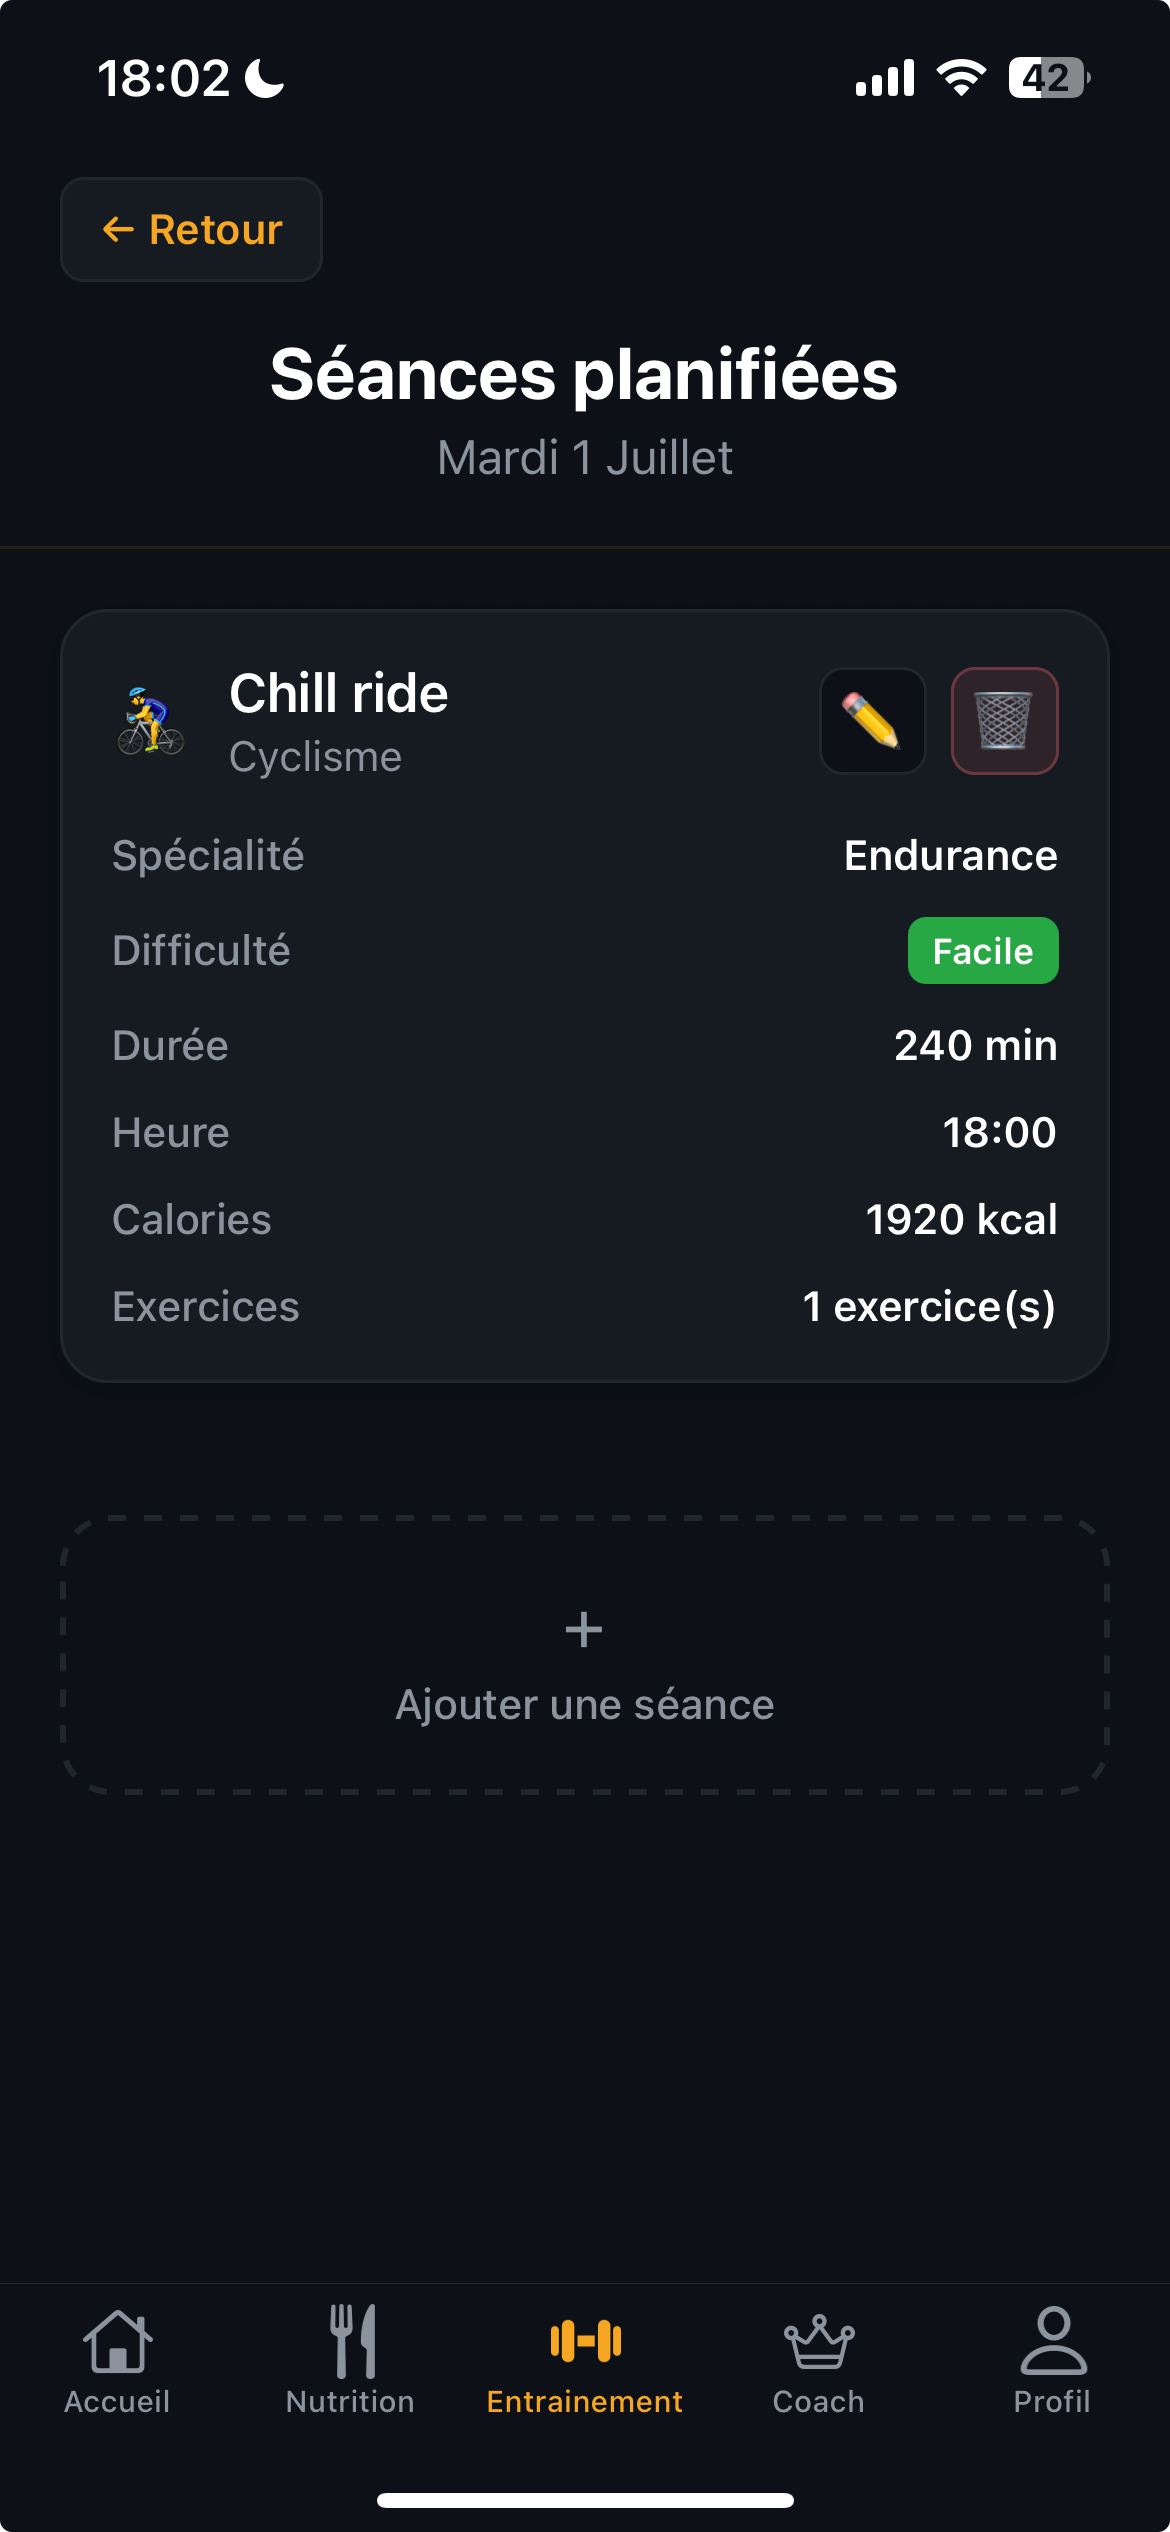 18:02
42
← Retour
Séances planifiées
Mardi 1 Juillet
Chill ride
Cyclisme
Spécialité Endurance
Difficulté Facile
Durée 240 min
Heure 18:00
Calories 1920 kcal
Exercices 1 exercice(s)
+
Ajouter une séance
Accueil Nutrition Entrainement Coach Profil